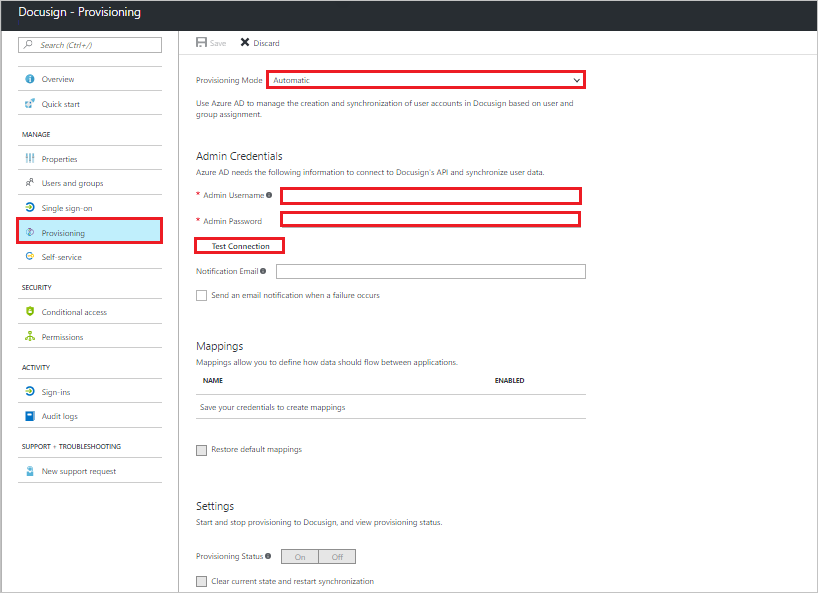 Docusign - Provisioning
Search (Ctrl+/)
Overview
Quick start
MANAGE
Properties
Users and groups
Single sign-on
Provisioning
Self-service
SECURITY
Conditional access
Permissions
ACTIVITY
Sign-ins
Audit logs
SUPPORT + TROUBLESHOOTING
New support request
Save Discard
Provisioning Mode Automatic
Use Azure AD to manage the creation and synchronization of user accounts in Docusign based on user and
group assignment.
Admin Credentials
Azure AD needs the following information to connect to Docusign's API and synchronize user data.
* Admin Username
* Admin Password
Test Connection
Notification Email
Send an email notification when a failure occurs
Mappings
Mappings allow you to define how data should flow between applications.
NAME ENABLED
Save your credentials to create mappings
Restore default mappings
Settings
Start and stop provisioning to Docusign, and view provisioning status.
Provisioning Status On Off
Clear current state and restart synchronization